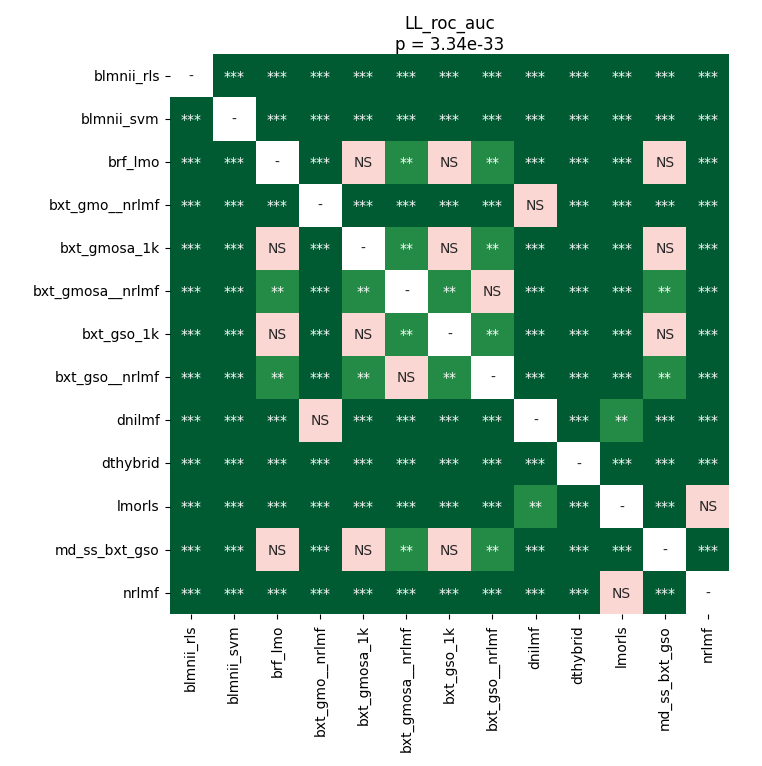 LL_roc_auc
p = 3.34e-33
blmnii_rls - *** *** *** *** *** *** *** *** *** *** *** ***
blmnii_svm *** - *** *** *** *** *** *** *** *** *** *** ***
brf_lmo *** *** - *** NS ** NS ** *** *** *** NS ***
bxt_gmo__nrlmf *** *** *** - *** *** *** *** NS *** *** *** ***
bxt_gmosa_1k *** *** NS *** - ** NS ** *** *** *** NS ***
bxt_gmosa__nrlmf *** *** ** *** ** - ** NS *** *** *** ** ***
bxt_gso_1k *** *** NS *** NS ** - ** *** *** *** NS ***
bxt_gso__nrlmf *** *** ** *** ** NS ** - *** *** *** ** ***
dnilmf *** *** *** NS *** *** *** *** - *** ** *** ***
dthybrid *** *** *** *** *** *** *** *** *** - *** *** ***
lmorls *** *** *** *** *** *** *** *** ** *** - *** NS
md_ss_bxt_gso *** *** NS *** NS ** NS ** *** *** *** - ***
nrlmf *** *** *** *** *** *** *** *** *** *** NS *** -
blmnii_rls
blmnii_svm
brf_lmo
bxt_gmo__nrlmf
bxt_gmosa_1k
bxt_gmosa__nrlmf
bxt_gso_1k
bxt_gso__nrlmf
dnilmf
dthybrid
lmorls
md_ss_bxt_gso
nrlmf